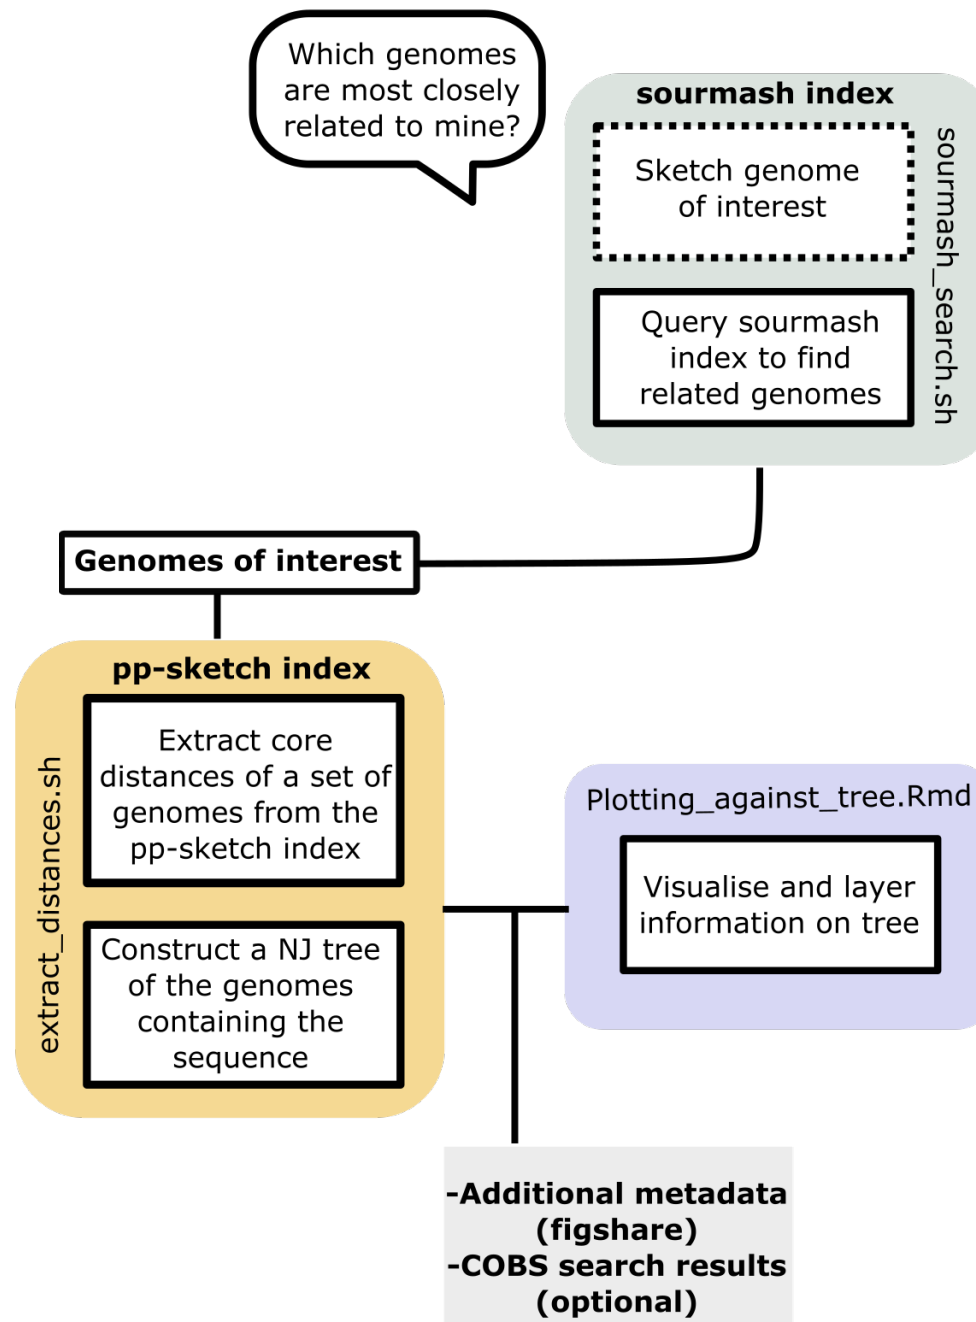 Which genomes
are most closely
related to mine?
sourmash index
Sketch genome
of interest
Query sourmash
index to find
related genomes
sourmash_search.sh
Genomes of interest
pp-sketch index
extract_distances.sh
Extract core
distances of a set of
genomes from the
pp-sketch index
Construct a NJ tree
of the genomes
containing the
sequence
Plotting_against_tree.Rmd
Visualise and layer
information on tree
-Additional metadata
(figshare)
-COBS search results
(optional)